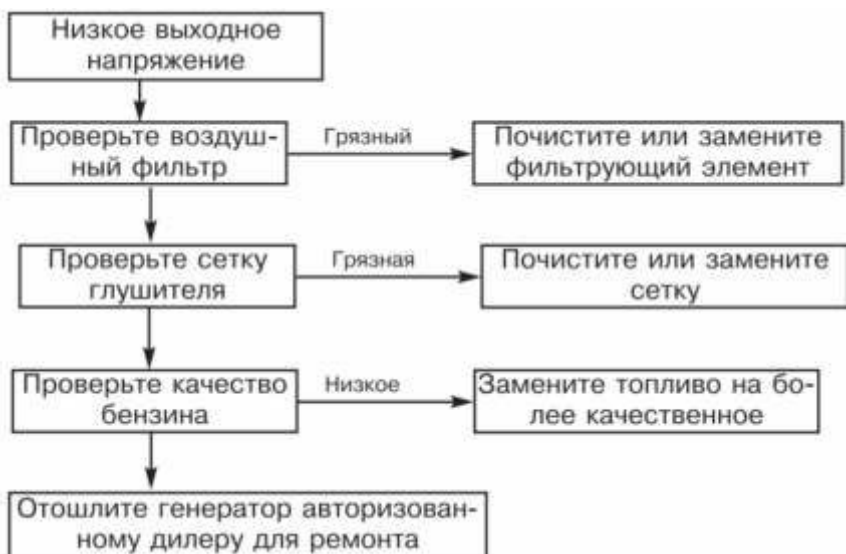 Низкое выходное
напряжение
Проверьте воздуш-
ный фильтр
Грязный
Почистите или замените
фильтрующий элемент
Проверьте сетку
глушителя
Грязная
Почистите или замените
сетку
Проверьте качество
бензина
Низкое
Замените топливо на бо-
лее качественное
Отошлите генератор авторизован-
ному дилеру для ремонта